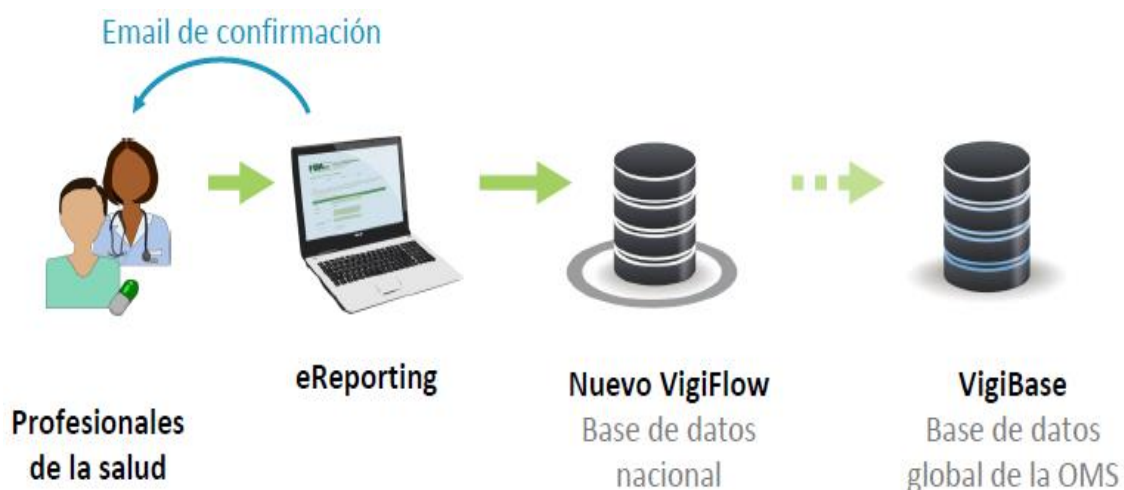 Email de confirmación
eReporting
Nuevo VigiFlow
VigiBase
Profesionales
de la salud
Base de datos
nacional
Base de datos
global de la OMS